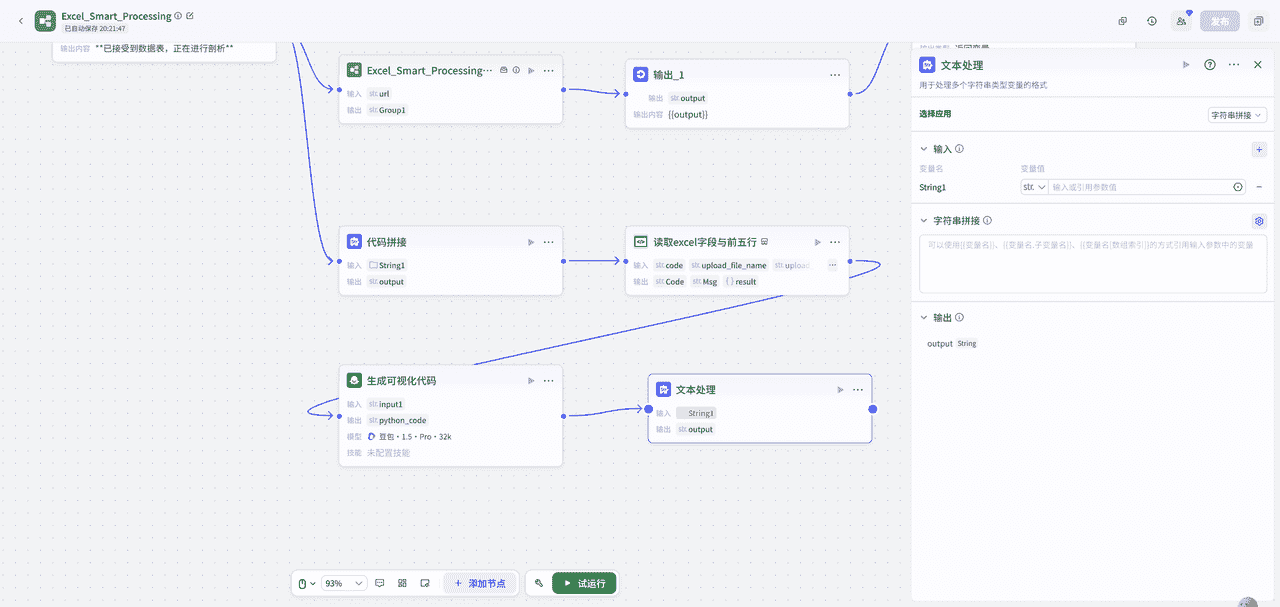 Excel_Smart_Processing
已自动保存 20:21:47
发布
输出内容 **已接受到数据表，正在进行剖析**
Excel_Smart_Processing…
输入 str. url
输出 str. Group1
输出_1
输出 str. output
输出内容 {{output}}
代码拼接
输入 String1
输出 str. output
读取excel字段与前五行
输入 str. code str. upload_file_name str. upload
输出 str. Code str. Msg result
生成可视化代码
输入 str. input1
输出 str. python_code
模型 豆包·1.5·Pro·32k
技能 未配置技能
文本处理
输入 String1
输出 str. output
93%
添加节点
试运行
文本处理
用于处理多个字符串类型变量的格式
选择应用
字符串拼接
输入
变量名 变量值
String1 str. 输入或引用参数值
字符串拼接
可以使用{{变量名}}、{{变量名.子变量名}}、{{变量名[数组索引]}}的方式引用输入参数中的变量
输出
output String